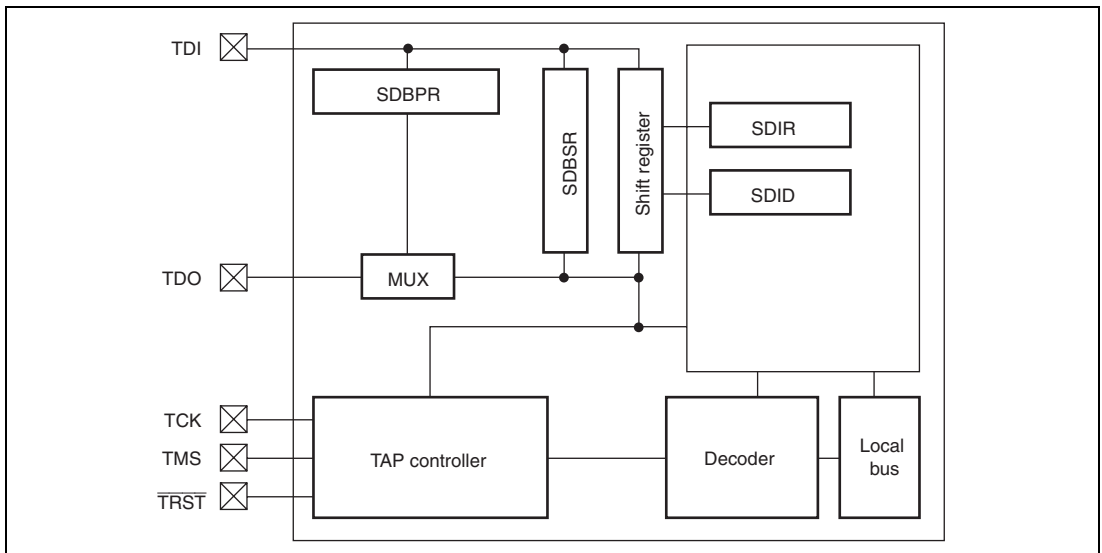 TDI
SDBPR
SDBSR
Shift register
SDIR
SDID
TDO
MUX
TCK
TMS
TRST
TAP controller
Decoder
Local
bus